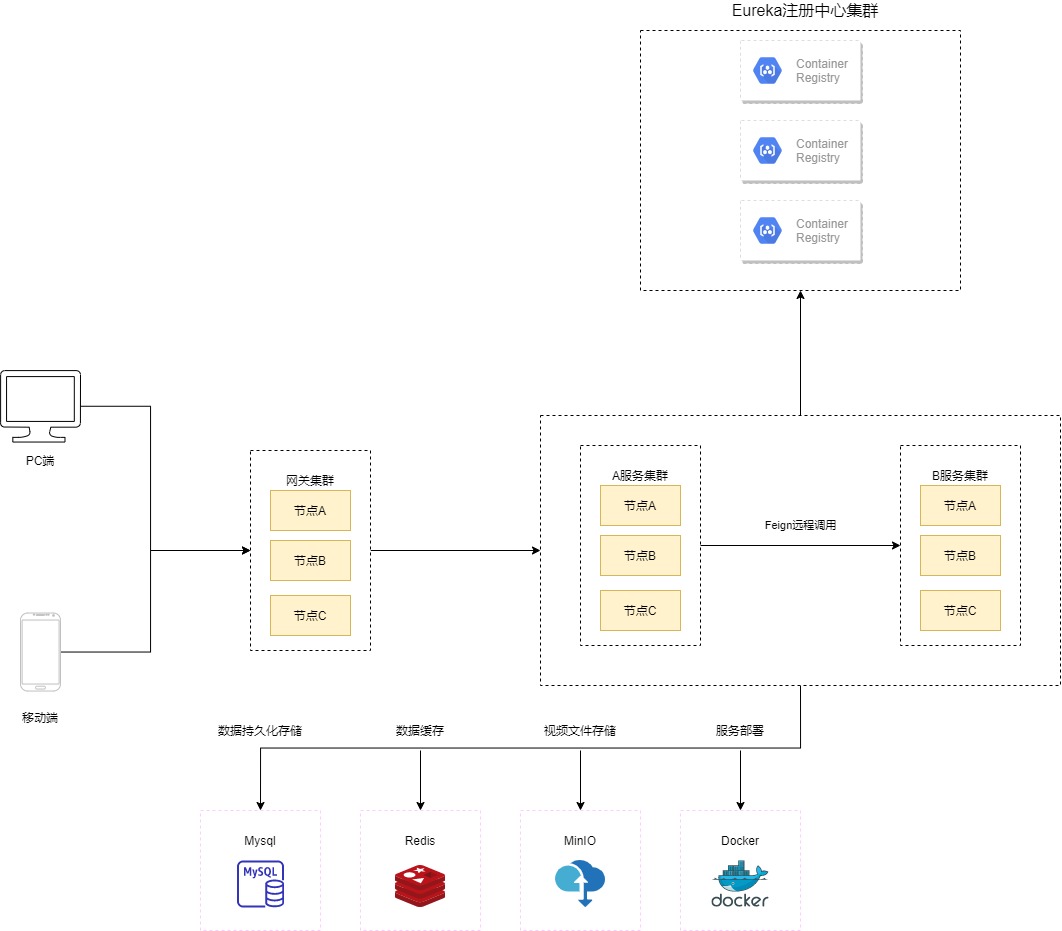 Eureka注册中心集群
Container
Registry
Container
Registry
Container
Registry
PC端
移动端
网关集群
节点A
节点B
节点C
A服务集群
节点A
节点B
节点C
Feign远程调用
B服务集群
节点A
节点B
节点C
数据持久化存储
数据缓存
视频文件存储
服务部署
Mysql
MySQL
Redis
MinIO
Docker
docker